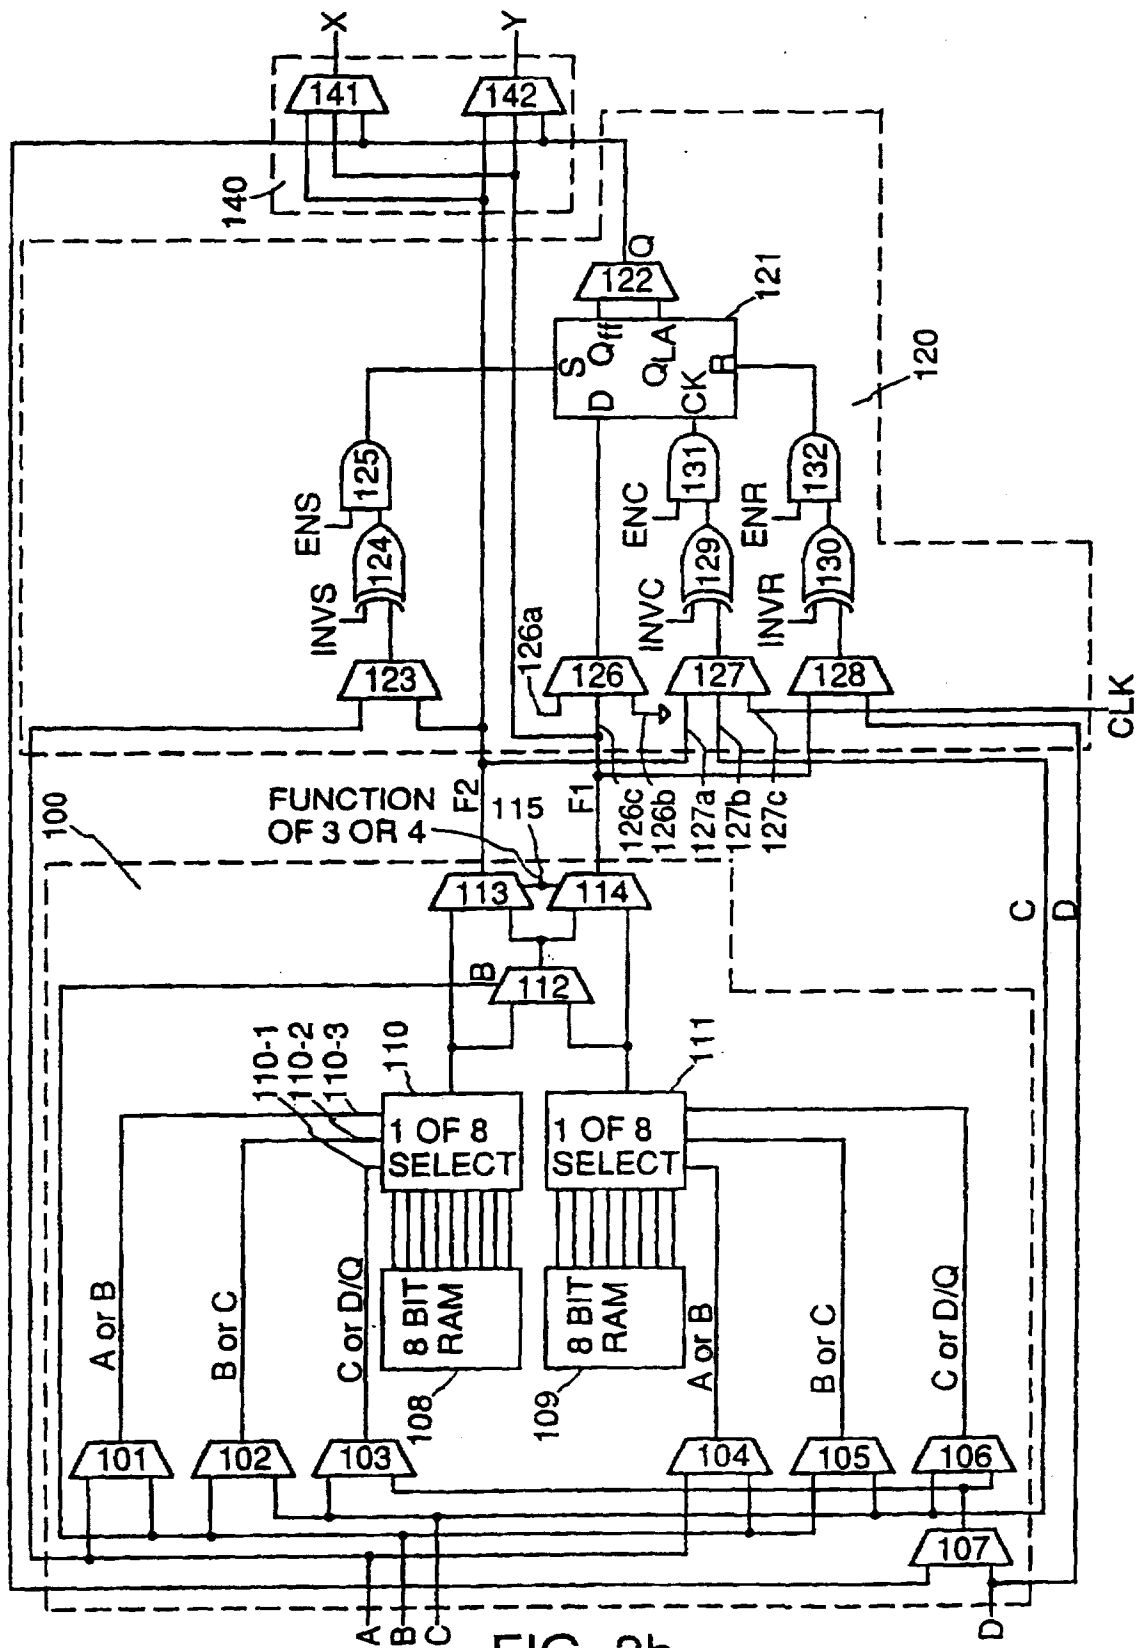 X
Y
141
142
140
Q
122
121
120
S
Qff
QLA
D
CK
R
125
ENS
124
INVS
123
131
ENC
129
INVC
132
ENR
130
INVR
126a
126
127
128
CLK
F2
F1
126c
126b
127a
127b
127c
FUNCTION
OF 3 OR 4
115
100
113
114
B
112
C
D
110-1
110-2
110-3
110
111
1 OF 8
SELECT
1 OF 8
SELECT
8 BIT
RAM
8 BIT
RAM
108
109
A or B
B or C
C or D/Q
A or B
B or C
C or D/Q
101
102
103
104
105
106
107
A
B
C
D